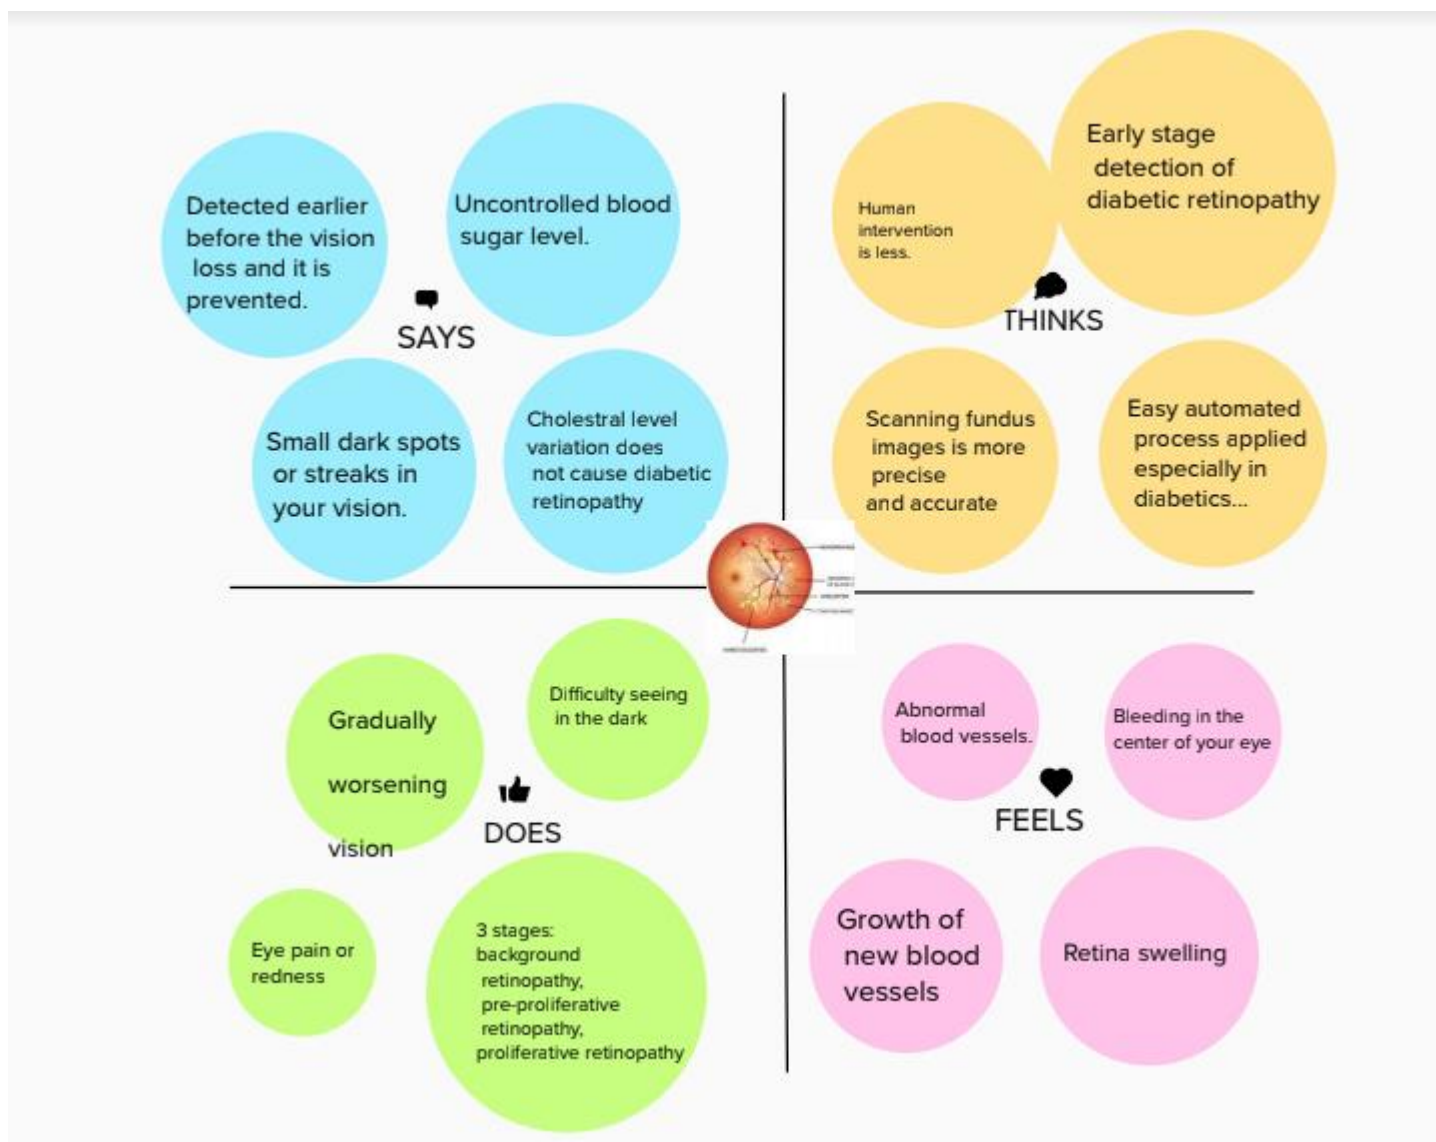 Detected earlier
before the vision
loss and it is
prevented.
Uncontrolled blood
sugar level.
SAYS
Small dark spots
or streaks in
your vision.
Cholestral level
variation does
not cause diabetic
retinopathy
Human
intervention
is less.
Early stage
detection of
diabetic retinopathy
THINKS
Scanning fundus
images is more
precise
and accurate
Easy automated
process applied
especially in
diabetics...
Gradually
worsening
vision
Difficulty seeing
in the dark
DOES
Eye pain or
redness
3 stages:
background
retinopathy,
pre-proliferative
retinopathy,
proliferative retinopathy
Abnormal
blood vessels.
Bleeding in the
center of your eye
FEELS
Growth of
new blood
vessels
Retina swelling